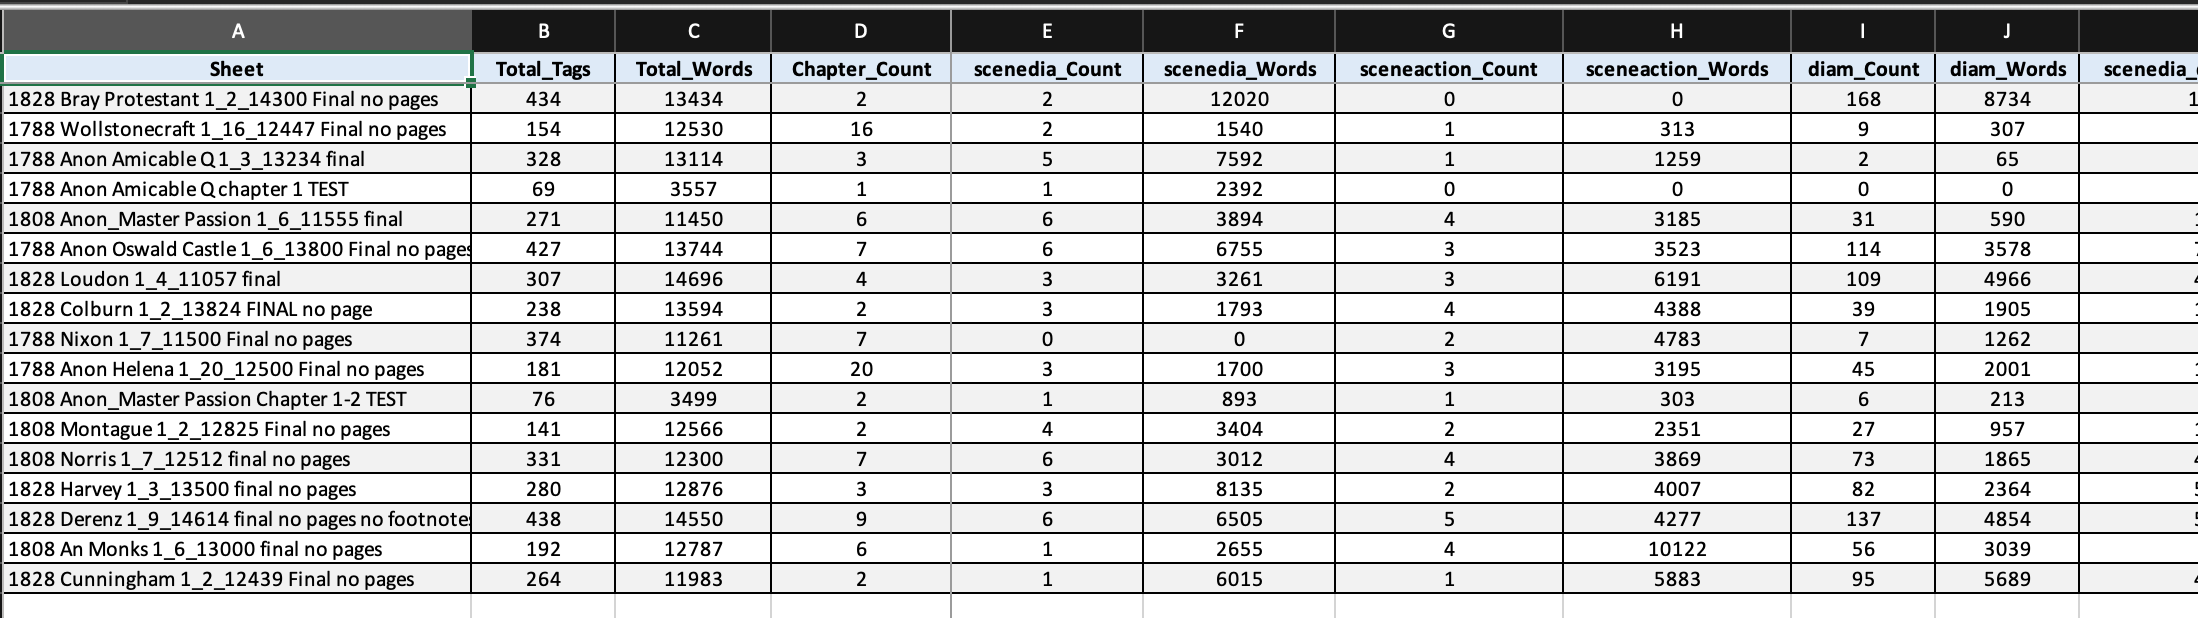 A B C D E F G H I J
Sheet Total_Tags Total_Words Chapter_Count scenedia_Count scenedia_Words sceneaction_Count sceneaction_Words diam_Count diam_Words scenedia_
1828 Bray Protestant 1_2_14300 Final no pages 434 13434 2 2 12020 0 0 168 8734 1
1788 Wollstonecraft 1_16_12447 Final no pages 154 12530 16 2 1540 1 313 9 307
1788 Anon Amicable Q 1_3_13234 final 328 13114 3 5 7592 1 1259 2 65
1788 Anon Amicable Q chapter 1 TEST 69 3557 1 1 2392 0 0 0 0
1808 Anon_Master Passion 1_6_11555 final 271 11450 6 6 3894 4 3185 31 590 1
1788 Anon Oswald Castle 1_6_13800 Final no pages 427 13744 7 6 6755 3 3523 114 3578
1828 Loudon 1_4_11057 final 307 14696 4 3 3261 3 6191 109 4966
1828 Colburn 1_2_13824 FINAL no page 238 13594 2 3 1793 4 4388 39 1905 1
1788 Nixon 1_7_11500 Final no pages 374 11261 7 0 0 2 4783 7 1262
1788 Anon Helena 1_20_12500 Final no pages 181 12052 20 3 1700 3 3195 45 2001 1
1808 Anon_Master Passion Chapter 1-2 TEST 76 3499 2 1 893 1 303 6 213
1808 Montague 1_2_12825 Final no pages 141 12566 2 4 3404 2 2351 27 957 1
1808 Norris 1_7_12512 final no pages 331 12300 7 6 3012 4 3869 73 1865
1828 Harvey 1_3_13500 final no pages 280 12876 3 3 8135 2 4007 82 2364
1828 Derenz 1_9_14614 final no pages no footnote 438 14550 9 6 6505 5 4277 137 4854
1808 An Monks 1_6_13000 final no pages 192 12787 6 1 2655 4 10122 56 3039
1828 Cunningham 1_2_12439 Final no pages 264 11983 2 1 6015 1 5883 95 5689